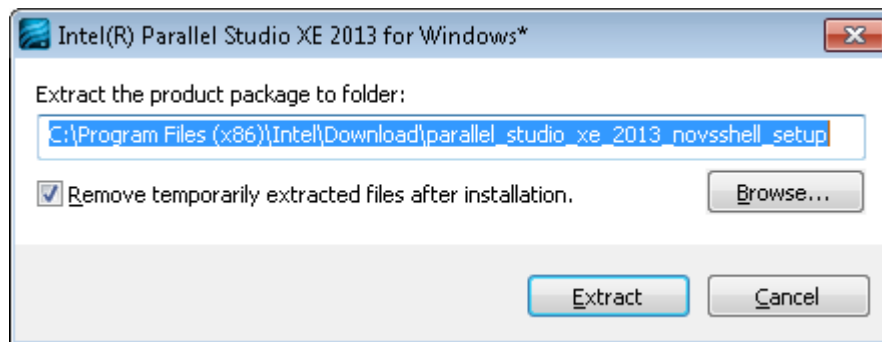 Intel(R) Parallel Studio XE 2013 for Windows*
Extract the product package to folder:
C:\Program Files (x86)\Intel\Download\parallel_studio_xe_2013_novsshell_setup
Remove temporarily extracted files after installation.
Browse...
Extract
Cancel